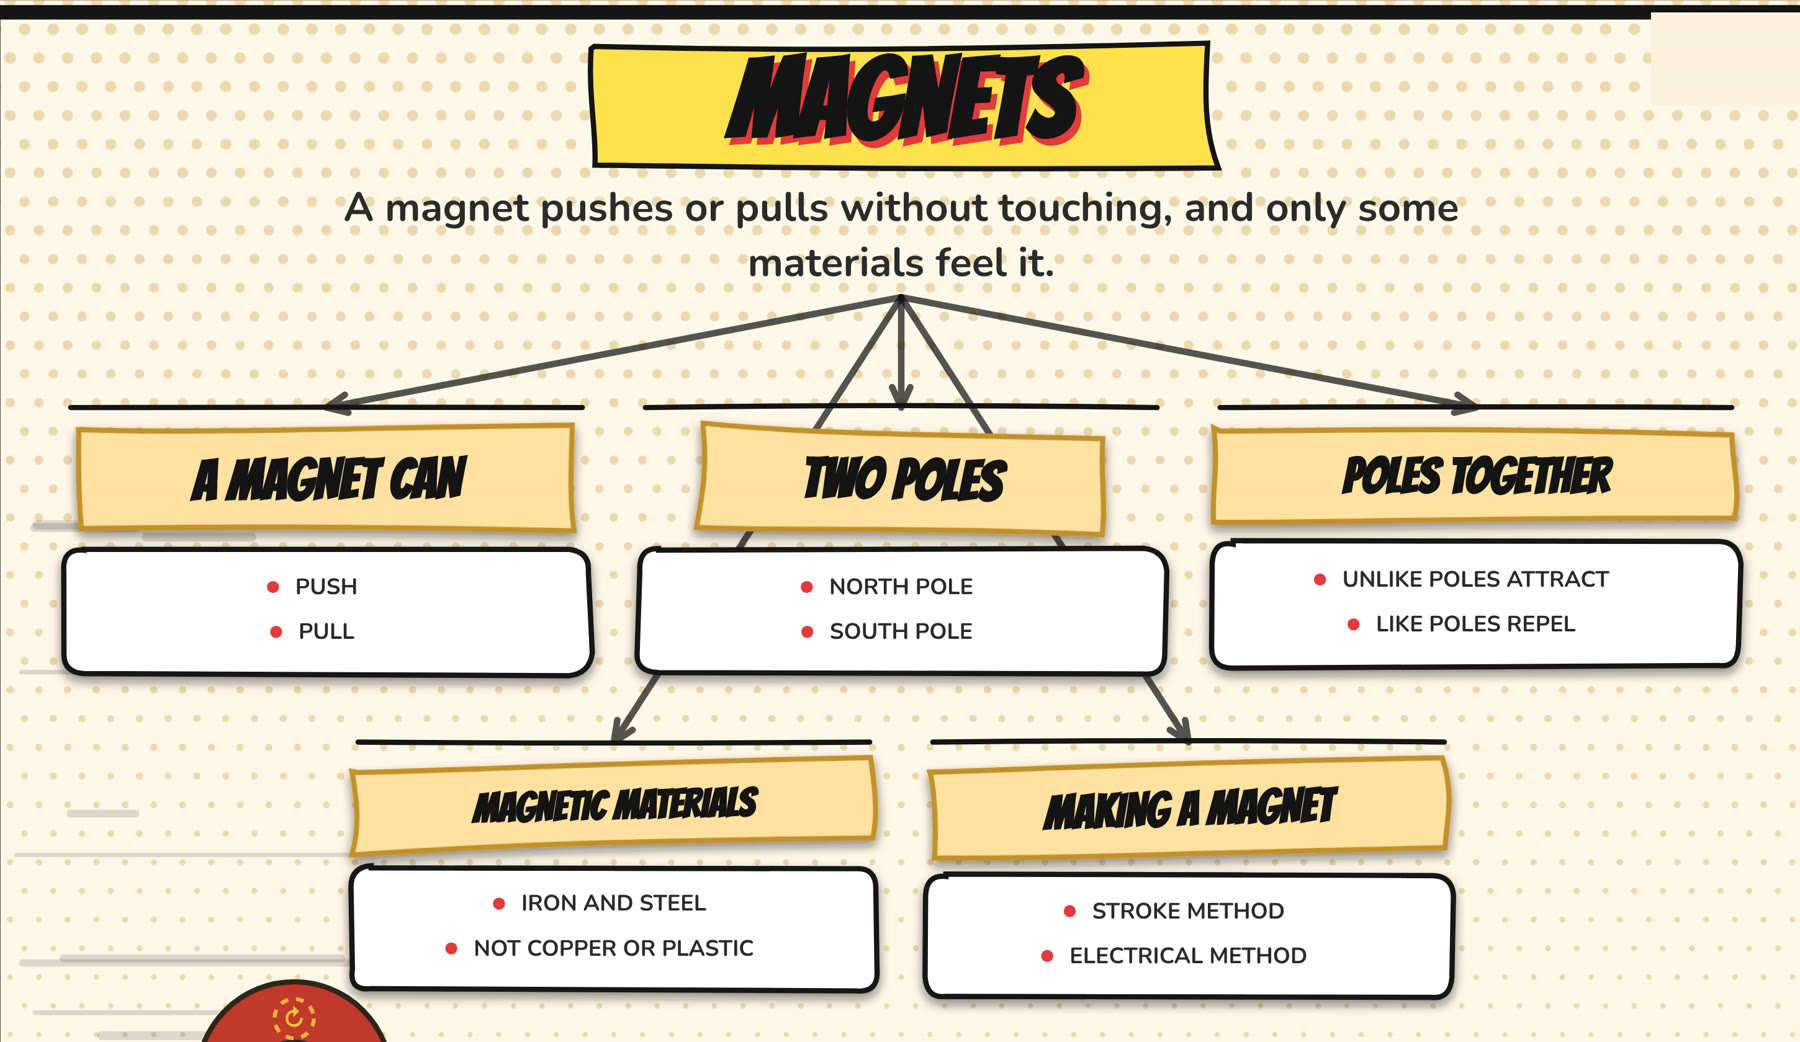 MAGNETS
A magnet pushes or pulls without touching, and only some
materials feel it.
A MAGNET CAN
PUSH
PULL
TWO POLES
NORTH POLE
SOUTH POLE
POLES TOGETHER
UNLIKE POLES ATTRACT
LIKE POLES REPEL
MAGNETIC MATERIALS
IRON AND STEEL
NOT COPPER OR PLASTIC
MAKING A MAGNET
STROKE METHOD
ELECTRICAL METHOD